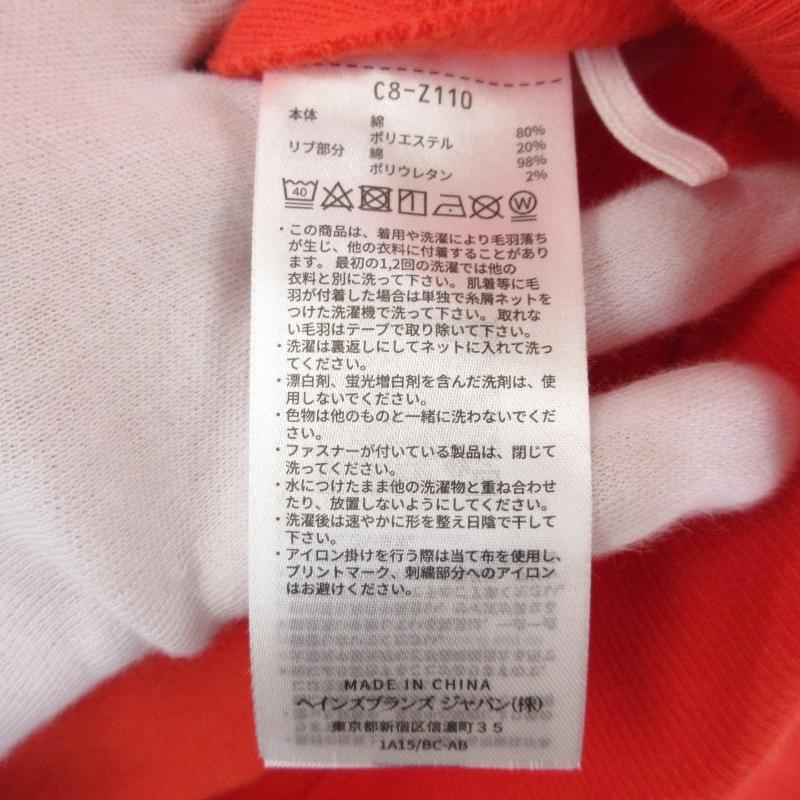 C8-Z110
本体 綿 80%
ポリエステル 20%
リブ部分 綿 98%
ポリウレタン 2%
40 W
・この商品は、着用や洗濯により毛羽落ち
が生じ、他の衣料に付着することがあり
ます。最初の1,2回の洗濯では他の
衣料と別に洗って下さい。肌着等に毛
羽が付着した場合は単独で糸屑ネットを
つけた洗濯機で洗って下さい。取れな
い毛羽はテープで取り除いて下さい。
・洗濯は裏返しにしてネットに入れて洗っ
てください。
・漂白剤、蛍光増白剤を含んだ洗剤は、使
用しないでください。
・色物は他のものと一緒に洗わないでくだ
さい。
・ファスナーが付いている製品は、閉じて
洗ってください。
・水につけたまま他の洗濯物と重ね合わせ
たり、放置しないようにしてください。
・洗濯後は速やかに形を整え日陰で干して
下さい。
・アイロン掛けを行う際は当て布を使用し、
プリントマーク、刺繍部分へのアイロン
はお避けください。
MADE IN CHINA
ヘインズブランズ ジャパン(株)
東京都新宿区信濃町35
1A15/BC-AB